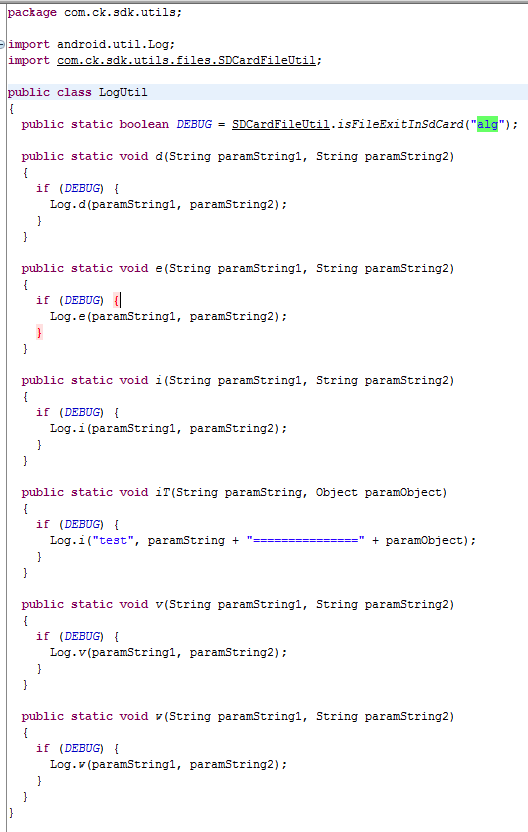 package com.ck.sdk.utils;
import android.util.Log;
import com.ck.sdk.utils.files.SDCardFileUtil;
public class LogUtil
{
public static boolean DEBUG = SDCardFileUtil.isFileExitInSdCard("alg");
public static void d(String paramString1, String paramString2)
{
if (DEBUG) {
Log.d(paramString1, paramString2);
}
}
public static void e(String paramString1, String paramString2)
{
if (DEBUG) {
Log.e(paramString1, paramString2);
}
}
public static void i(String paramString1, String paramString2)
{
if (DEBUG) {
Log.i(paramString1, paramString2);
}
}
public static void iT(String paramString, Object paramObject)
{
if (DEBUG) {
Log.i("test", paramString + "===============" + paramObject);
}
}
public static void v(String paramString1, String paramString2)
{
if (DEBUG) {
Log.v(paramString1, paramString2);
}
}
public static void w(String paramString1, String paramString2)
{
if (DEBUG) {
Log.w(paramString1, paramString2);
}
}
}